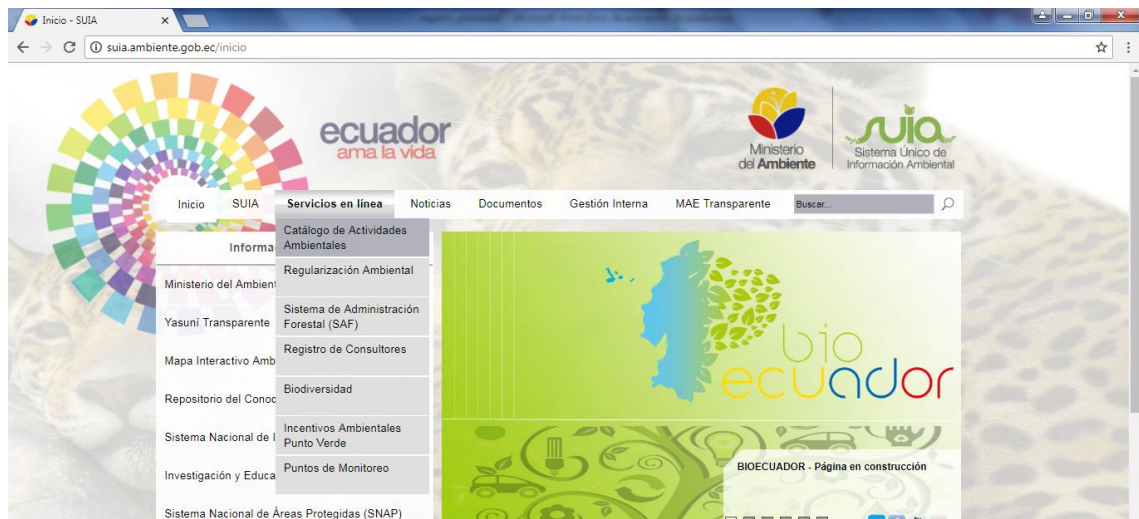 Inicio - SUIA
suia.ambiente.gob.ec/inicio
ecuador
ama la vida
Ministerio
del Ambiente
suia
Sistema Único de
Información Ambiental
Inicio SUIA Servicios en línea Noticias Documentos Gestión Interna MAE Transparente Buscar...
Catálogo de Actividades
Ambientales
Regularización Ambiental
Sistema de Administración
Forestal (SAF)
Registro de Consultores
Biodiversidad
Incentivos Ambientales
Punto Verde
Puntos de Monitoreo
Informa
Ministerio del Ambien
Yasuní Transparente
Mapa Interactivo Amb
Repositorio del Conoc
Sistema Nacional de I
Investigación y Educa
Sistema Nacional de Áreas Protegidas (SNAP)
bio
ecuador
BIOECUADOR - Página en construcción